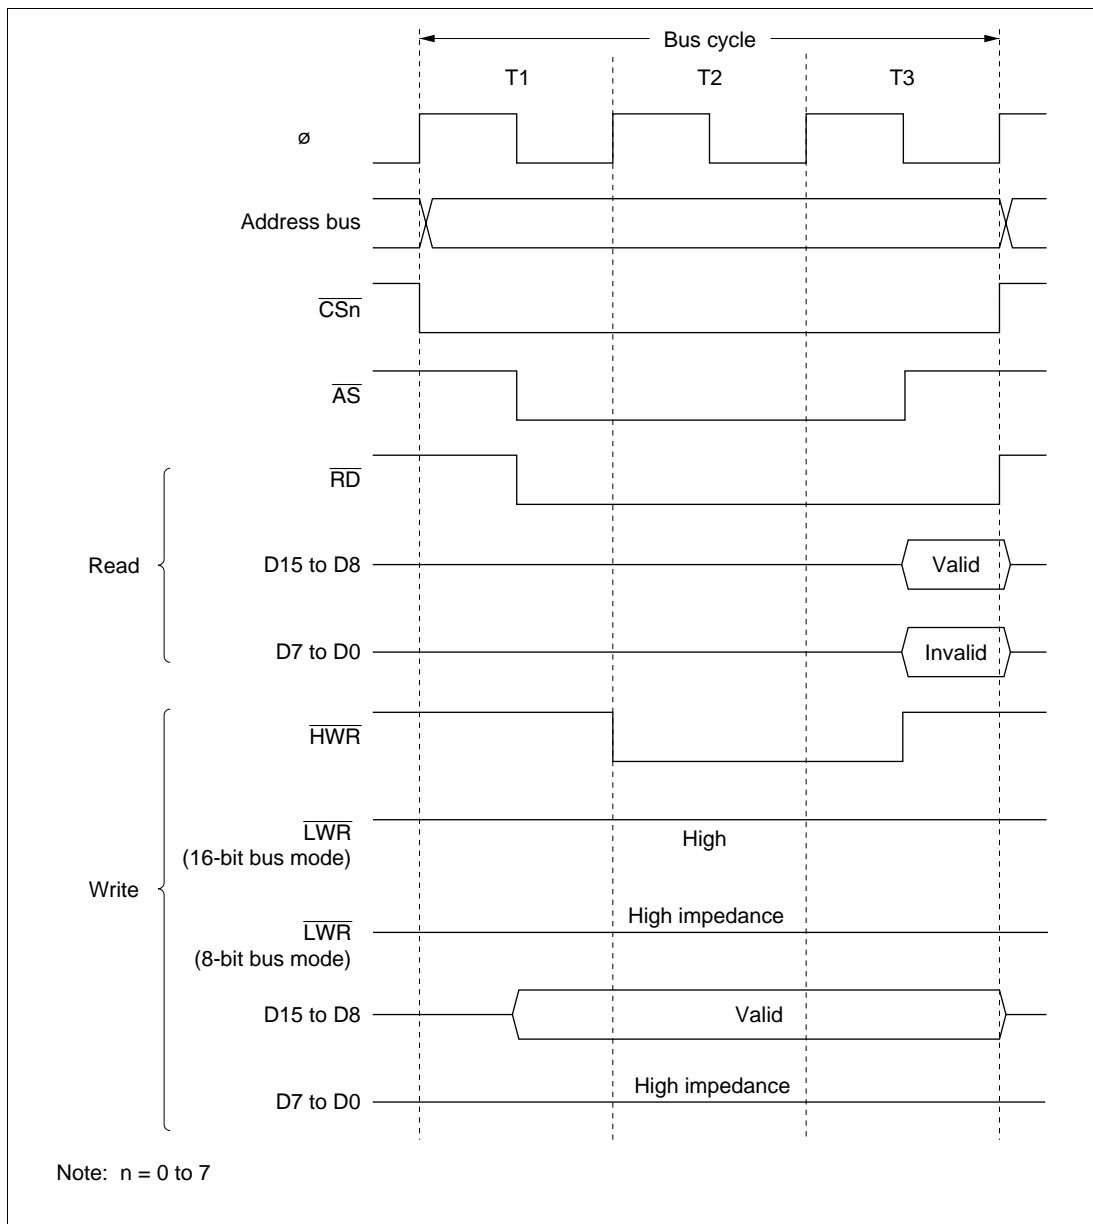 Bus cycle
T1 T2 T3
ø
Address bus
CSn
AS
RD
Read
D15 to D8 Valid
D7 to D0 Invalid
HWR
LWR
(16-bit bus mode)
High
Write
LWR
(8-bit bus mode)
High impedance
D15 to D8 Valid
D7 to D0 High impedance
Note: n = 0 to 7